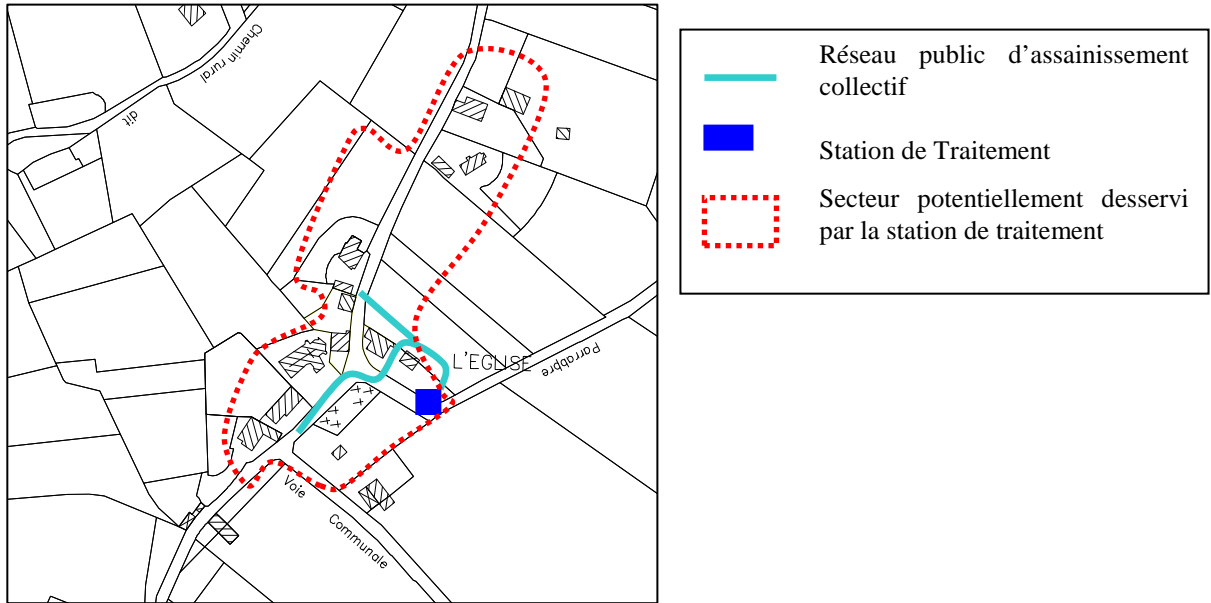 Chemin rural
dit
L'EGLISE
Parrabbre
Voie
Communale
Réseau public d'assainissement
collectif
Station de Traitement
Secteur potentiellement desservi
par la station de traitement